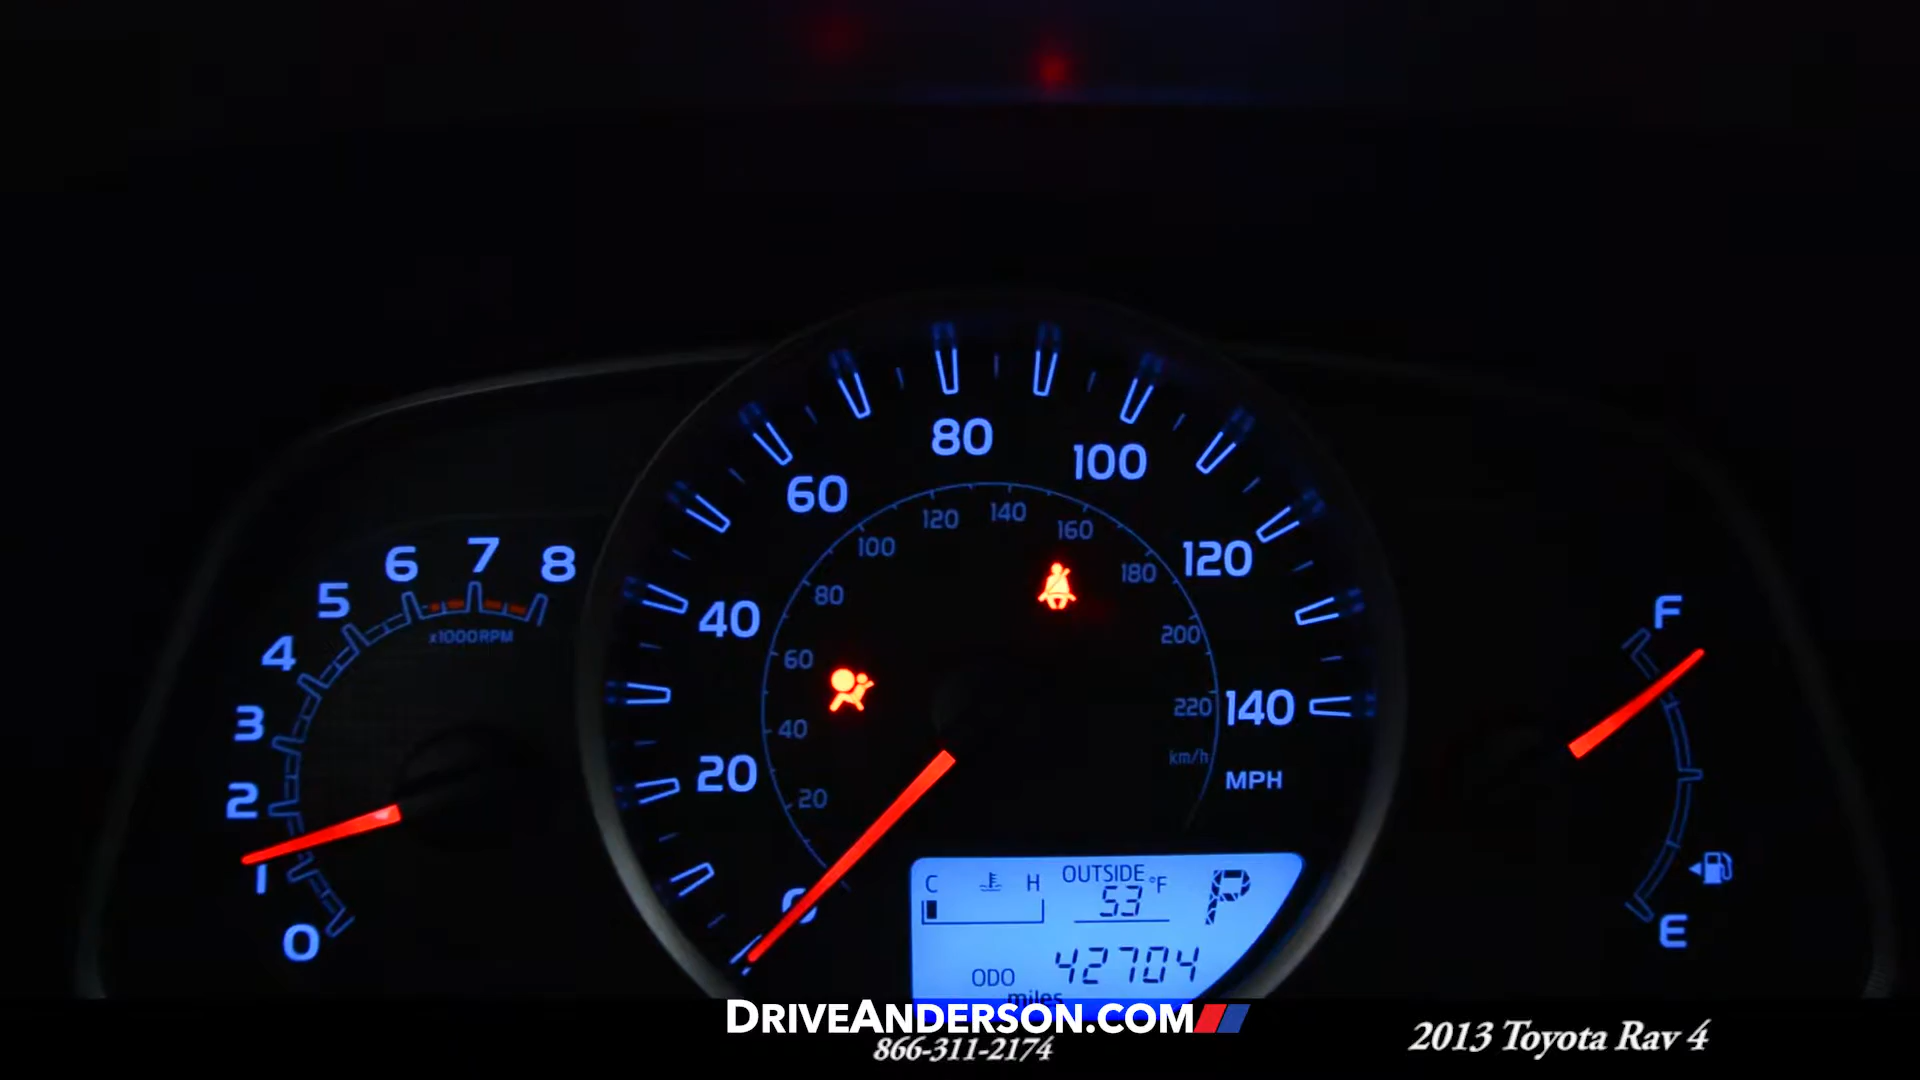 0
1
2
3
4
5
6
7
8
x1000RPM
0
20
40
60
80
100
120
140
MPH
20
40
60
80
100
120
140
160
180
200
220
km/h
F
E
C H
OUTSIDE
53 °F
P
ODO 42704
miles
DRIVEANDERSON.COM
866-311-2174
2013 Toyota Rav 4